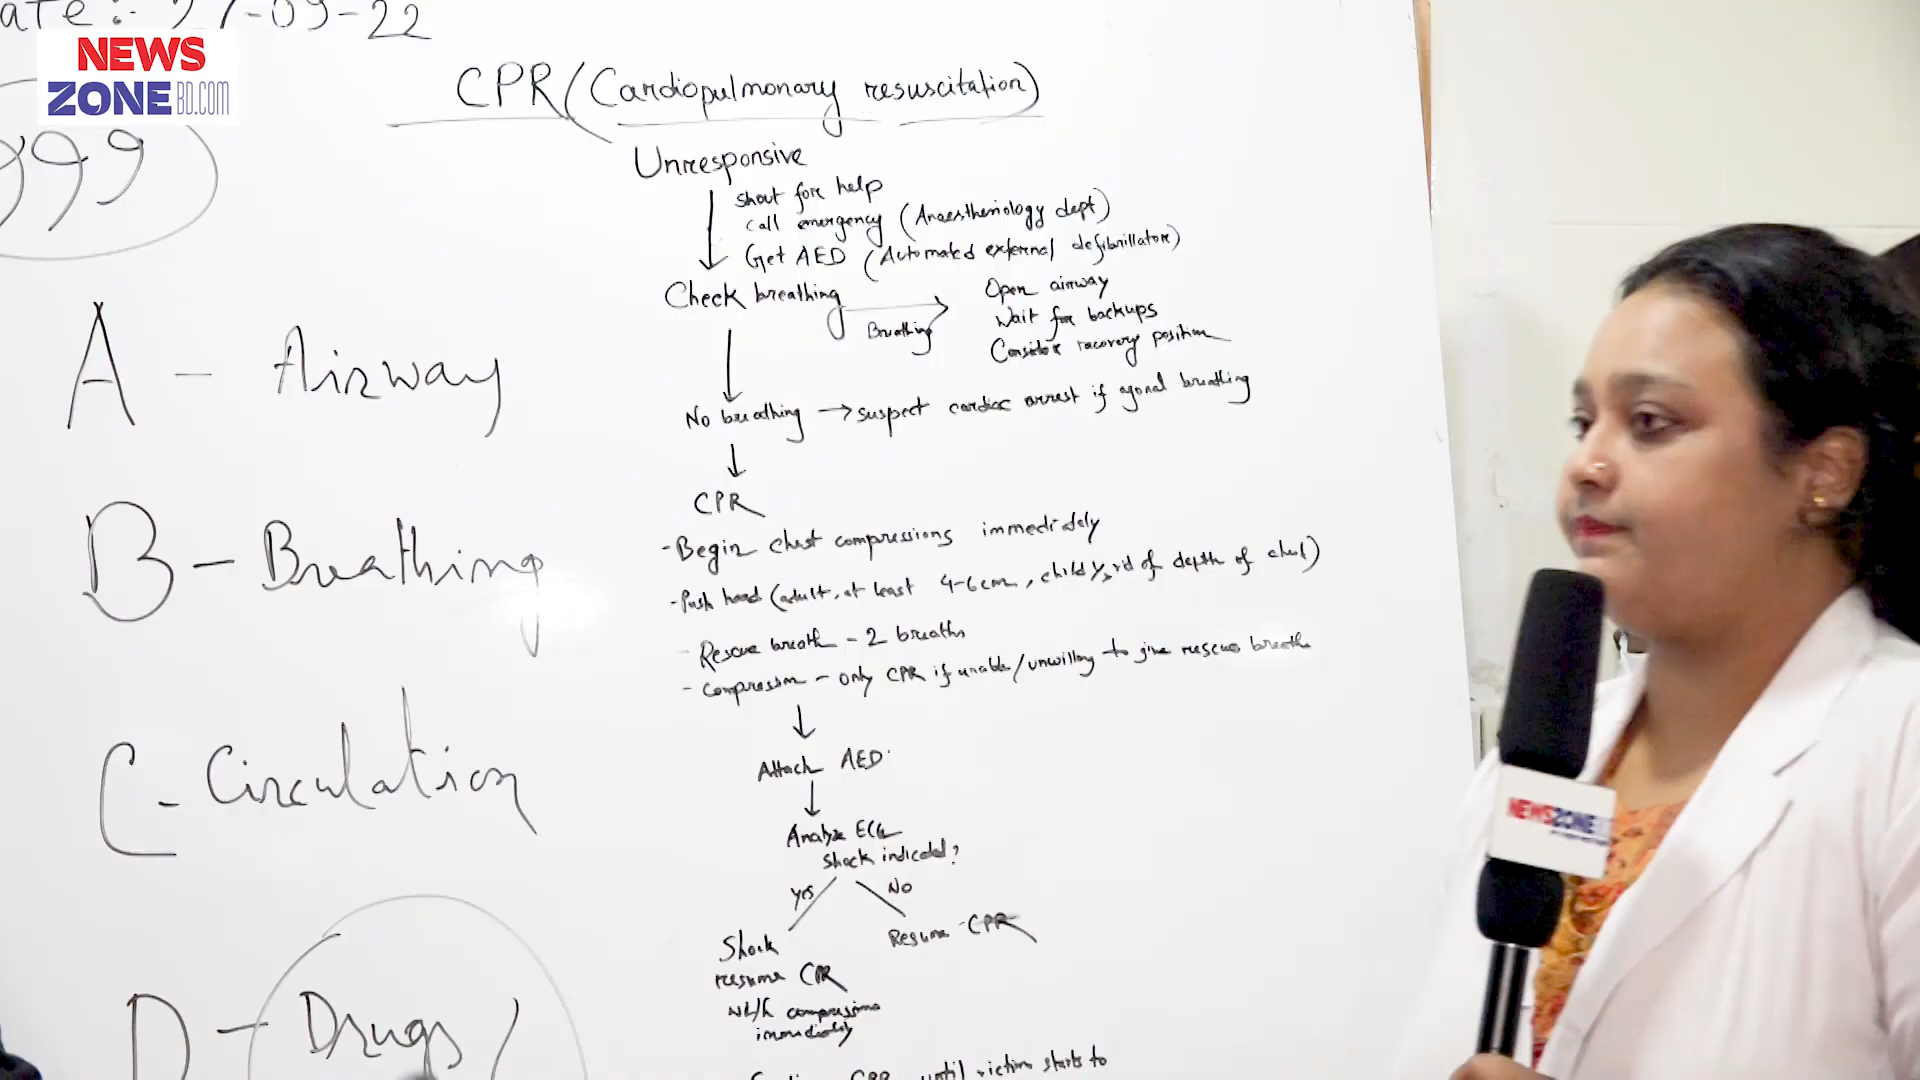 NEWS
ZONE BD.COM
999
A - Airway
B - Breathing
C - Circulation
D - Drugs
CPR (Cardiopulmonary resuscitation)
Unresponsive
shout for help
call emergency (Anaesthesiology dept)
Get AED (Automated external defibrillator)
Check breathing
Breathing
Open airway
Wait for backups
Consider recovery position
No breathing → suspect cardiac arrest if agonal breathing
CPR
- Begin chest compressions immediately
- Push hard (adult, at least 4-6 cm, child 1/3rd of depth of chest)
- Rescue breath - 2 breaths
- compression - only CPR if unable/unwilling to give rescue breaths
Attach AED
Analyze ECG
shock indicated?
Yes
No
Shock
resume CPR
with compressions
immediately
Resume CPR
CPR until victim starts to
NEWSZONE